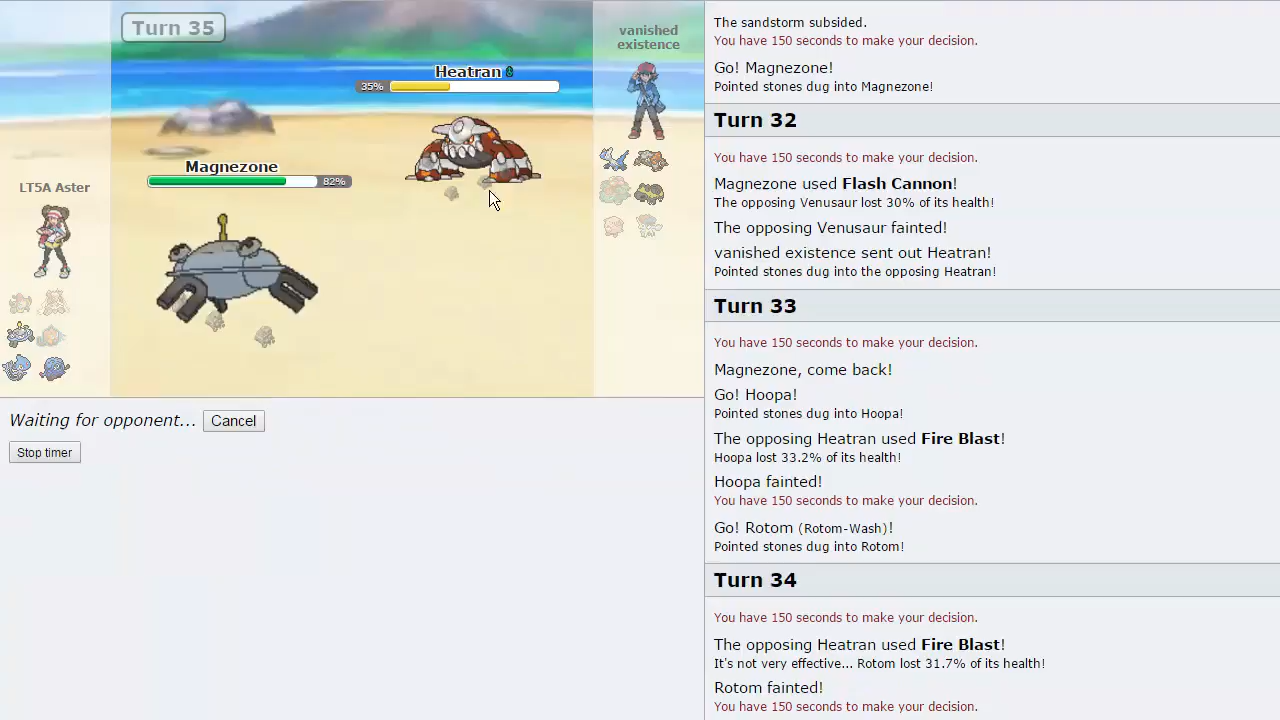 Turn 35
vanished
existence
Heatran
35%
Magnezone
82%
LT5A Aster
Waiting for opponent... Cancel
Stop timer
The sandstorm subsided.
You have 150 seconds to make your decision.
Go! Magnezone!
Pointed stones dug into Magnezone!
Turn 32
You have 150 seconds to make your decision.
Magnezone used Flash Cannon!
The opposing Venusaur lost 30% of its health!
The opposing Venusaur fainted!
vanished existence sent out Heatran!
Pointed stones dug into the opposing Heatran!
Turn 33
You have 150 seconds to make your decision.
Magnezone, come back!
Go! Hoopa!
Pointed stones dug into Hoopa!
The opposing Heatran used Fire Blast!
Hoopa lost 33.2% of its health!
Hoopa fainted!
You have 150 seconds to make your decision.
Go! Rotom (Rotom-Wash)!
Pointed stones dug into Rotom!
Turn 34
You have 150 seconds to make your decision.
The opposing Heatran used Fire Blast!
It's not very effective... Rotom lost 31.7% of its health!
Rotom fainted!
You have 150 seconds to make your decision.